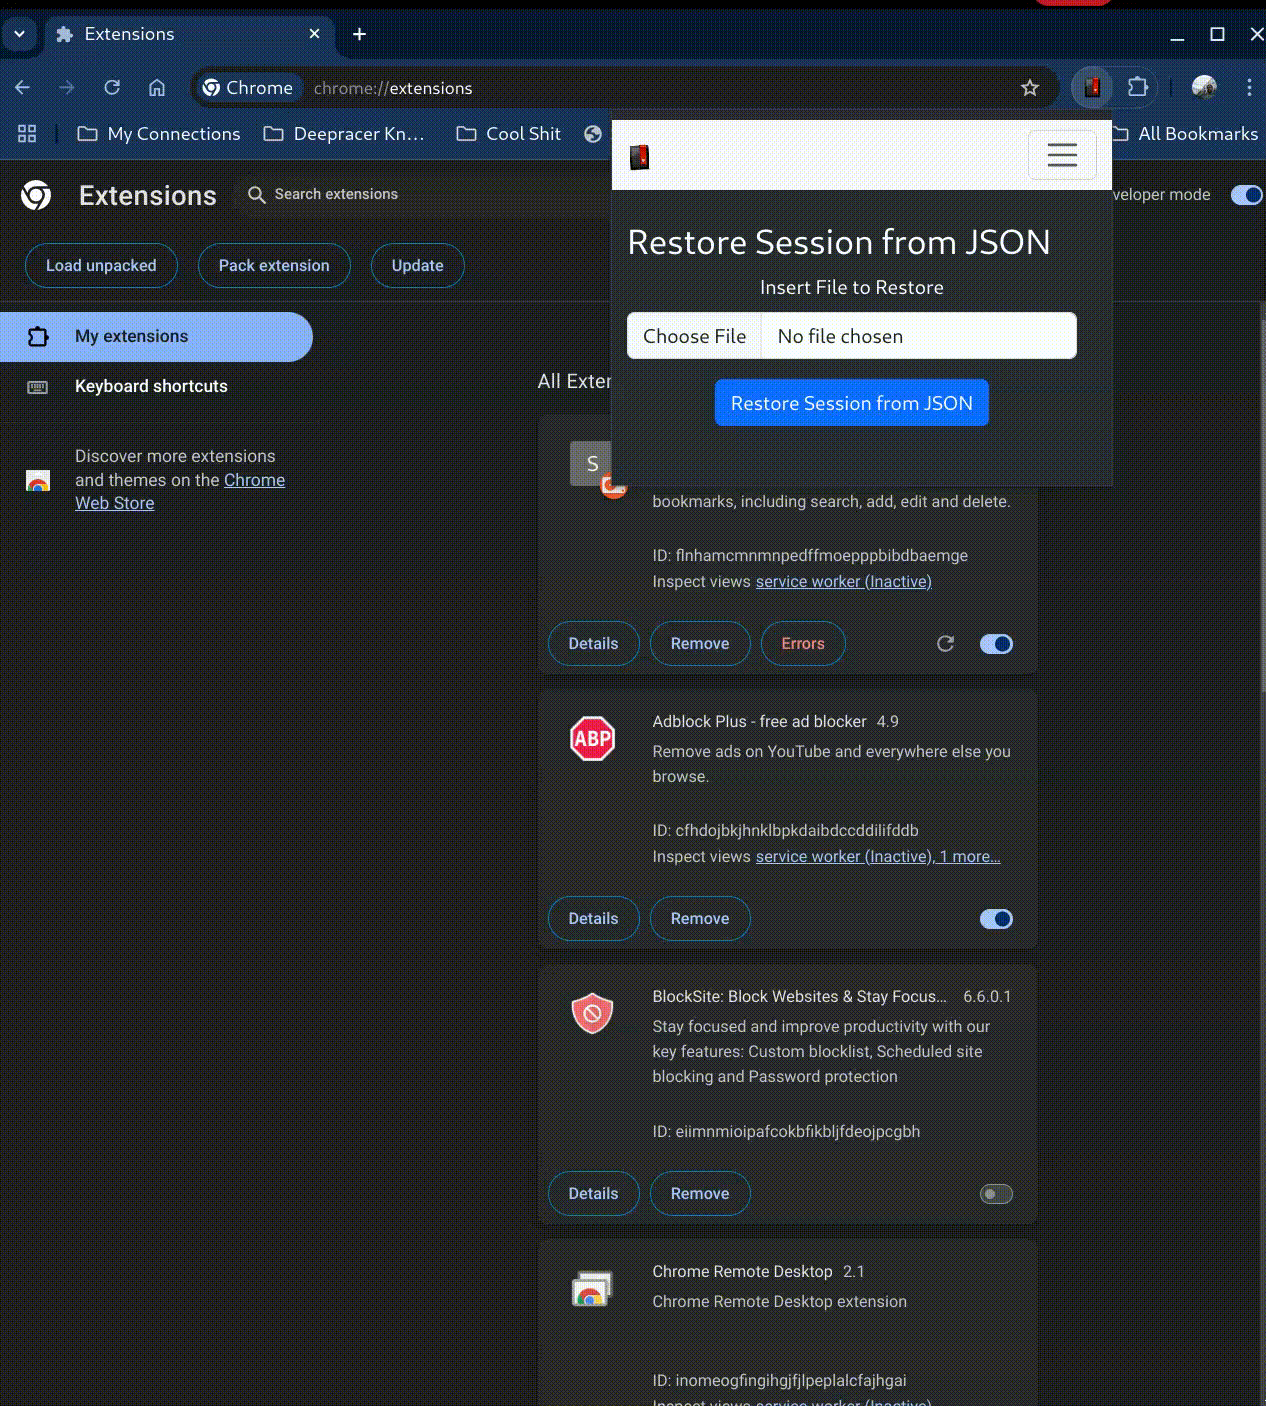 Extensions
Chrome
chrome://extensions
My Connections
Deepracer Kn...
Cool Shit
All Bookmarks
Extensions
Search extensions
veloper mode
Load unpacked
Pack extension
Update
Restore Session from JSON
Insert File to Restore
Choose File
No file chosen
Restore Session from JSON
My extensions
Keyboard shortcuts
Discover more extensions
and themes on the Chrome
Web Store
All Exter
S
bookmarks, including search, add, edit and delete.
ID: flnhamcmnmnpedffmoepppbibdbaemge
Inspect views service worker (Inactive)
Details
Remove
Errors
ABP
Adblock Plus - free ad blocker 4.9
Remove ads on YouTube and everywhere else you
browse.
ID: cfhdojbkjhnklbpkdaibdccddilifddb
Inspect views service worker (Inactive), 1 more...
Details
Remove
BlockSite: Block Websites & Stay Focus... 6.6.0.1
Stay focused and improve productivity with our
key features: Custom blocklist, Scheduled site
blocking and Password protection
ID: eiimnmioipafcokbfikbljfdeojpcgbh
Details
Remove
Chrome Remote Desktop 2.1
Chrome Remote Desktop extension
ID: inomeogfingihgjfjlpeplalcfajhgai
Inspect views service worker (Inactive)